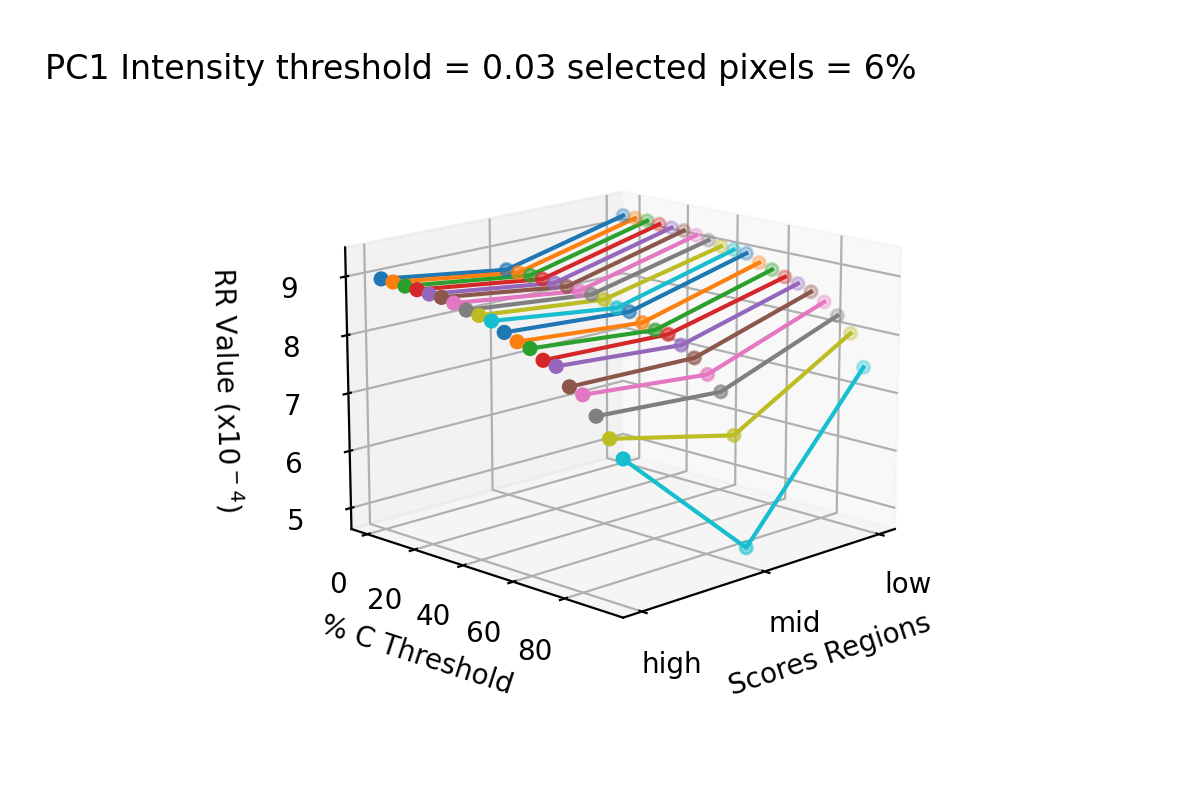 PC1 Intensity threshold = 0.03 selected pixels = 6%
RR Value (x10⁻⁴)
9
8
7
6
5
0
20
40
60
80
% C Threshold
high
mid
low
Scores Regions